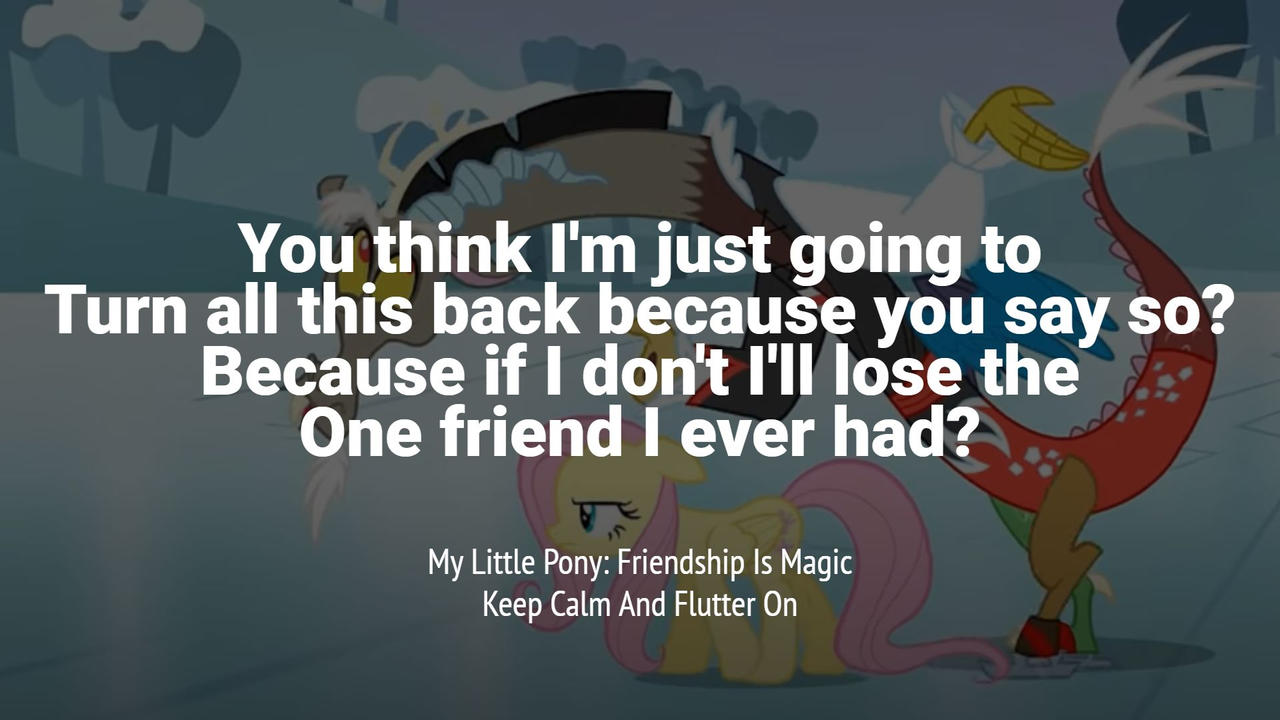 You think I'm just going to
Turn all this back because you say so?
Because if I don't I'll lose the
One friend I ever had?
My Little Pony: Friendship Is Magic
Keep Calm And Flutter On